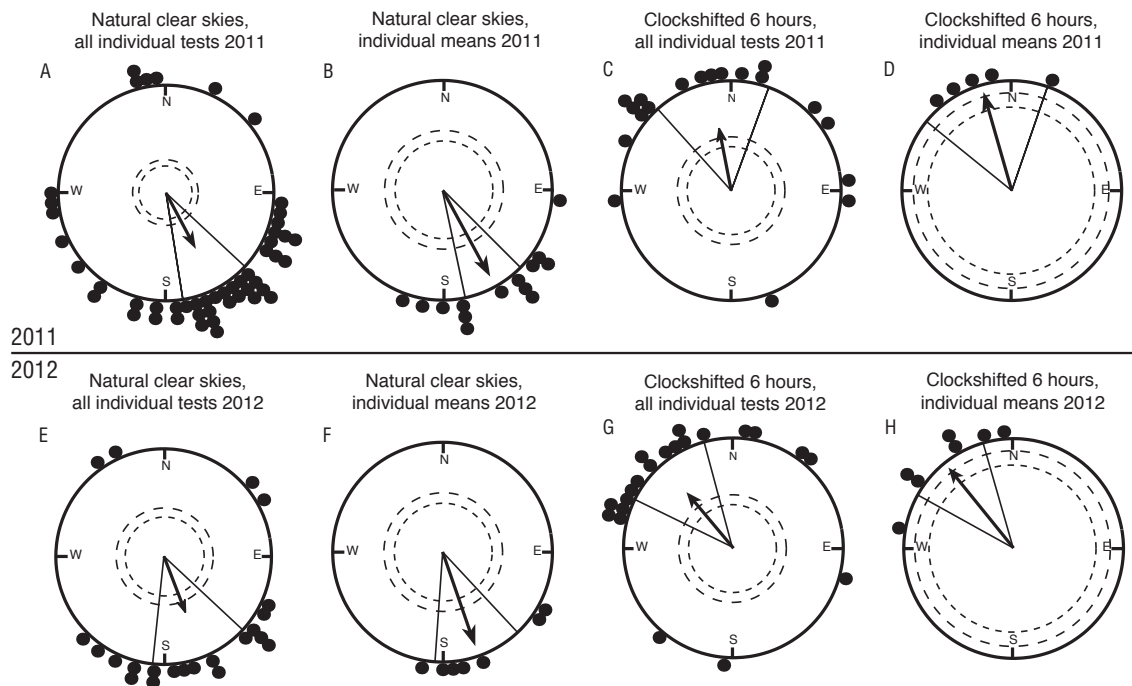 Natural clear skies,
all individual tests 2011
Natural clear skies,
individual means 2011
Clockshifted 6 hours,
all individual tests 2011
Clockshifted 6 hours,
individual means 2011
A
B
C
D
N
W
E
S
N
W
E
S
N
W
E
S
N
W
E
S
2011
2012
Natural clear skies,
all individual tests 2012
Natural clear skies,
individual means 2012
Clockshifted 6 hours,
all individual tests 2012
Clockshifted 6 hours,
individual means 2012
E
F
G
H
N
W
E
S
N
W
E
S
N
W
E
S
N
W
E
S